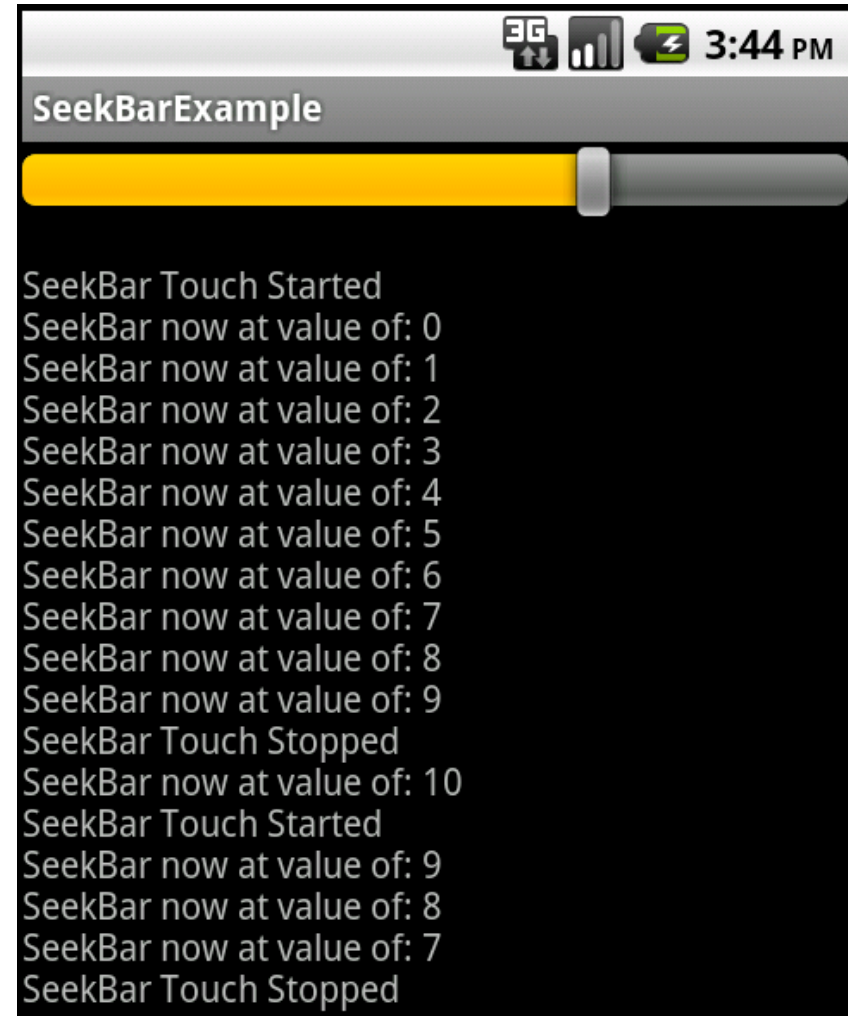 3G 3:44 PM
SeekBarExample
SeekBar Touch Started
SeekBar now at value of: 0
SeekBar now at value of: 1
SeekBar now at value of: 2
SeekBar now at value of: 3
SeekBar now at value of: 4
SeekBar now at value of: 5
SeekBar now at value of: 6
SeekBar now at value of: 7
SeekBar now at value of: 8
SeekBar now at value of: 9
SeekBar Touch Stopped
SeekBar now at value of: 10
SeekBar Touch Started
SeekBar now at value of: 9
SeekBar now at value of: 8
SeekBar now at value of: 7
SeekBar Touch Stopped